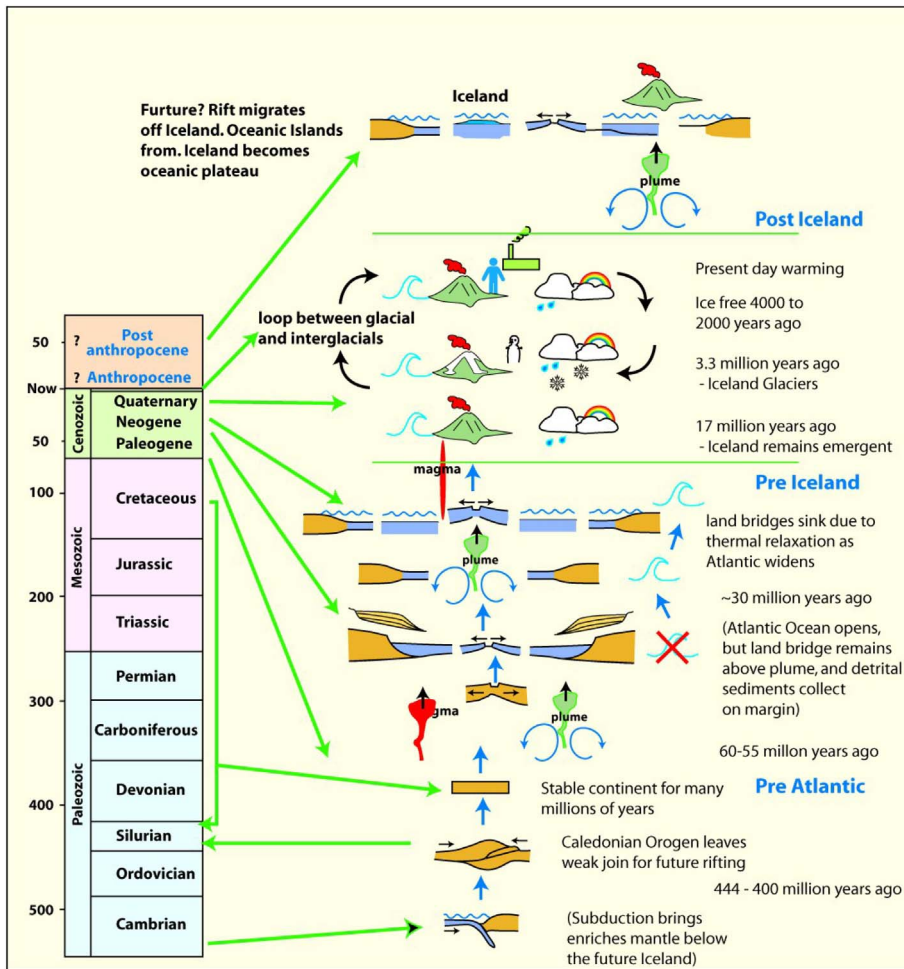 Furture? Rift migrates
off Iceland. Oceanic Islands
from. Iceland becomes
oceanic plateau
Iceland
plume
Post Iceland
Present day warming
Ice free 4000 to
2000 years ago
loop between glacial
and interglacials
3.3 million years ago
- Iceland Glaciers
17 million years ago
- Iceland remains emergent
magma
Pre Iceland
land bridges sink due to
thermal relaxation as
Atlantic widens
plume
~30 million years ago
(Atlantic Ocean opens,
but land bridge remains
above plume, and detrital
sediments collect
on margin)
gma
plume
60-55 millon years ago
Pre Atlantic
Stable continent for many
millions of years
Caledonian Orogen leaves
weak join for future rifting
444 - 400 million years ago
(Subduction brings
enriches mantle below
the future Iceland)
50
? Post
anthropocene
? Anthropocene
Now
Cenozoic
Quaternary
Neogene
Paleogene
50
100
Mesozoic
Cretaceous
Jurassic
200
Triassic
Paleozoic
Permian
300
Carboniferous
Devonian
400
Silurian
Ordovician
500
Cambrian